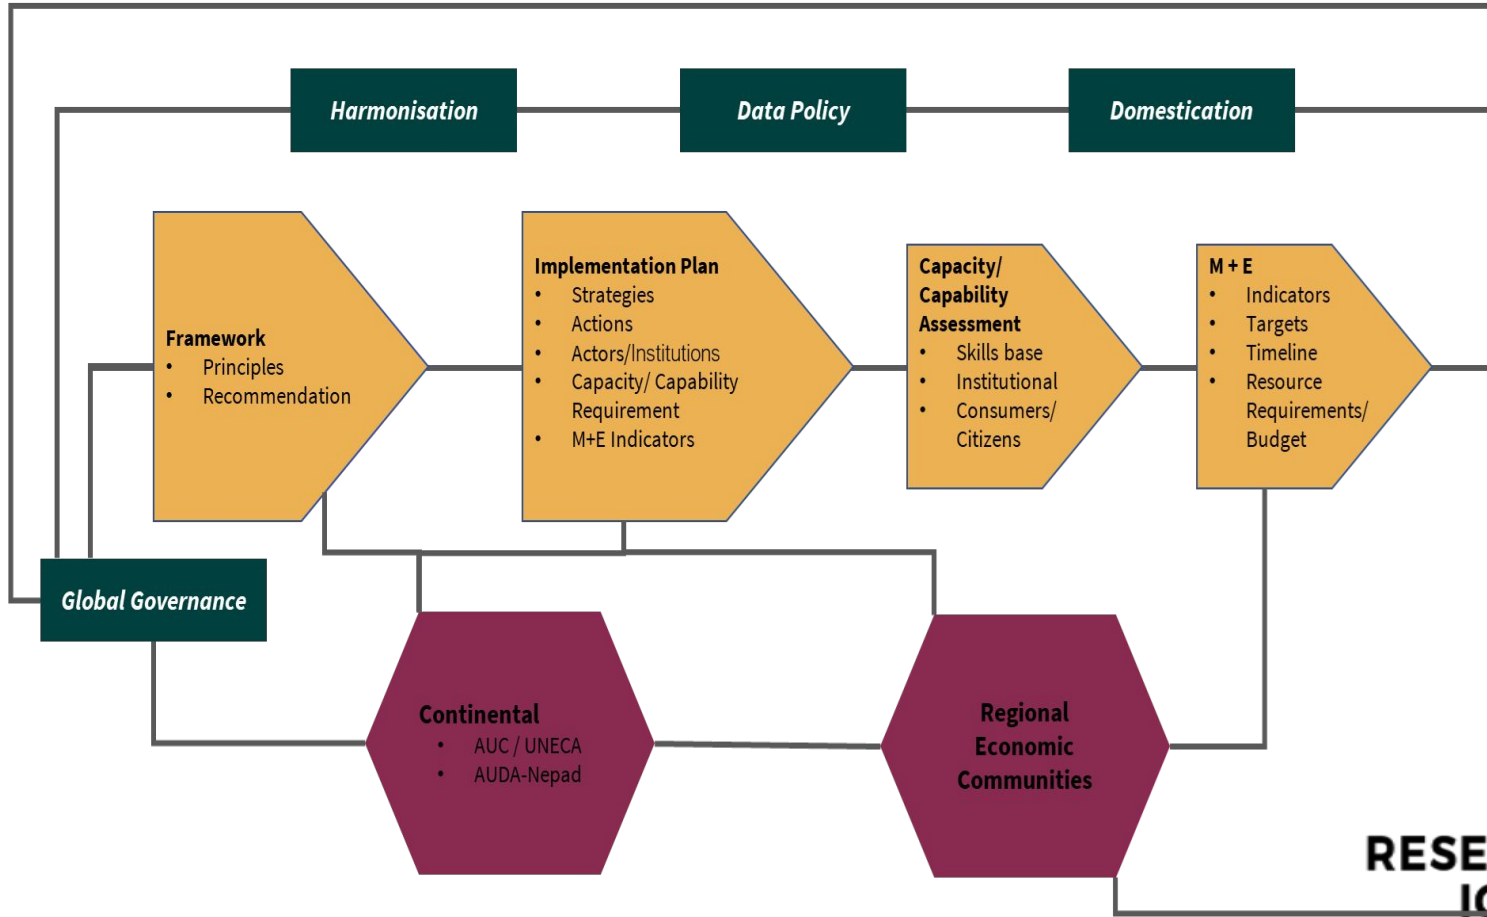 Harmonisation
Data Policy
Domestication
Framework
• Principles
• Recommendation
Implementation Plan
• Strategies
• Actions
• Actors/Institutions
• Capacity/ Capability
Requirement
• M+E Indicators
Capacity/
Capability
Assessment
• Skills base
• Institutional
• Consumers/
Citizens
M + E
• Indicators
• Targets
• Timeline
• Resource
Requirements/
Budget
Global Governance
Continental
• AUC / UNECA
• AUDA-Nepad
Regional
Economic
Communities
RESE